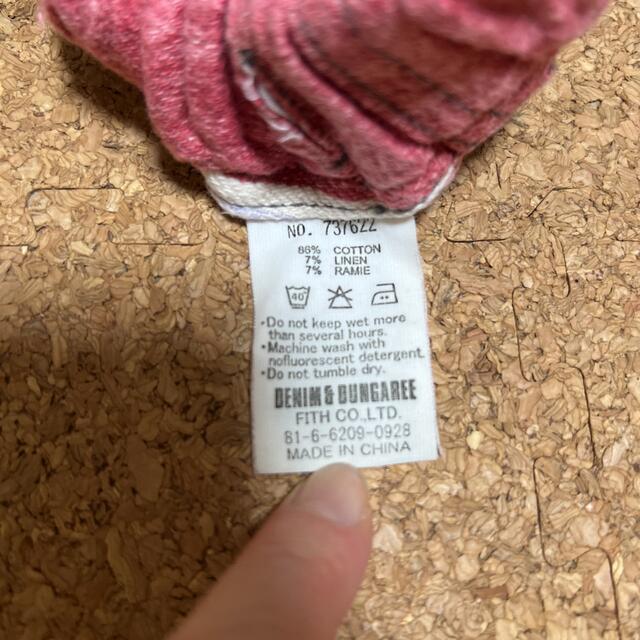 NO. 737622
86% COTTON
7% LINEN
7% RAMIE
40
·Do not keep wet more
than several hours.
·Machine wash with
nofluorescent detergent.
·Do not tumble dry.
DENIM & DUNGAREE
FITH CO.,LTD.
81-6-6209-0928
MADE IN CHINA